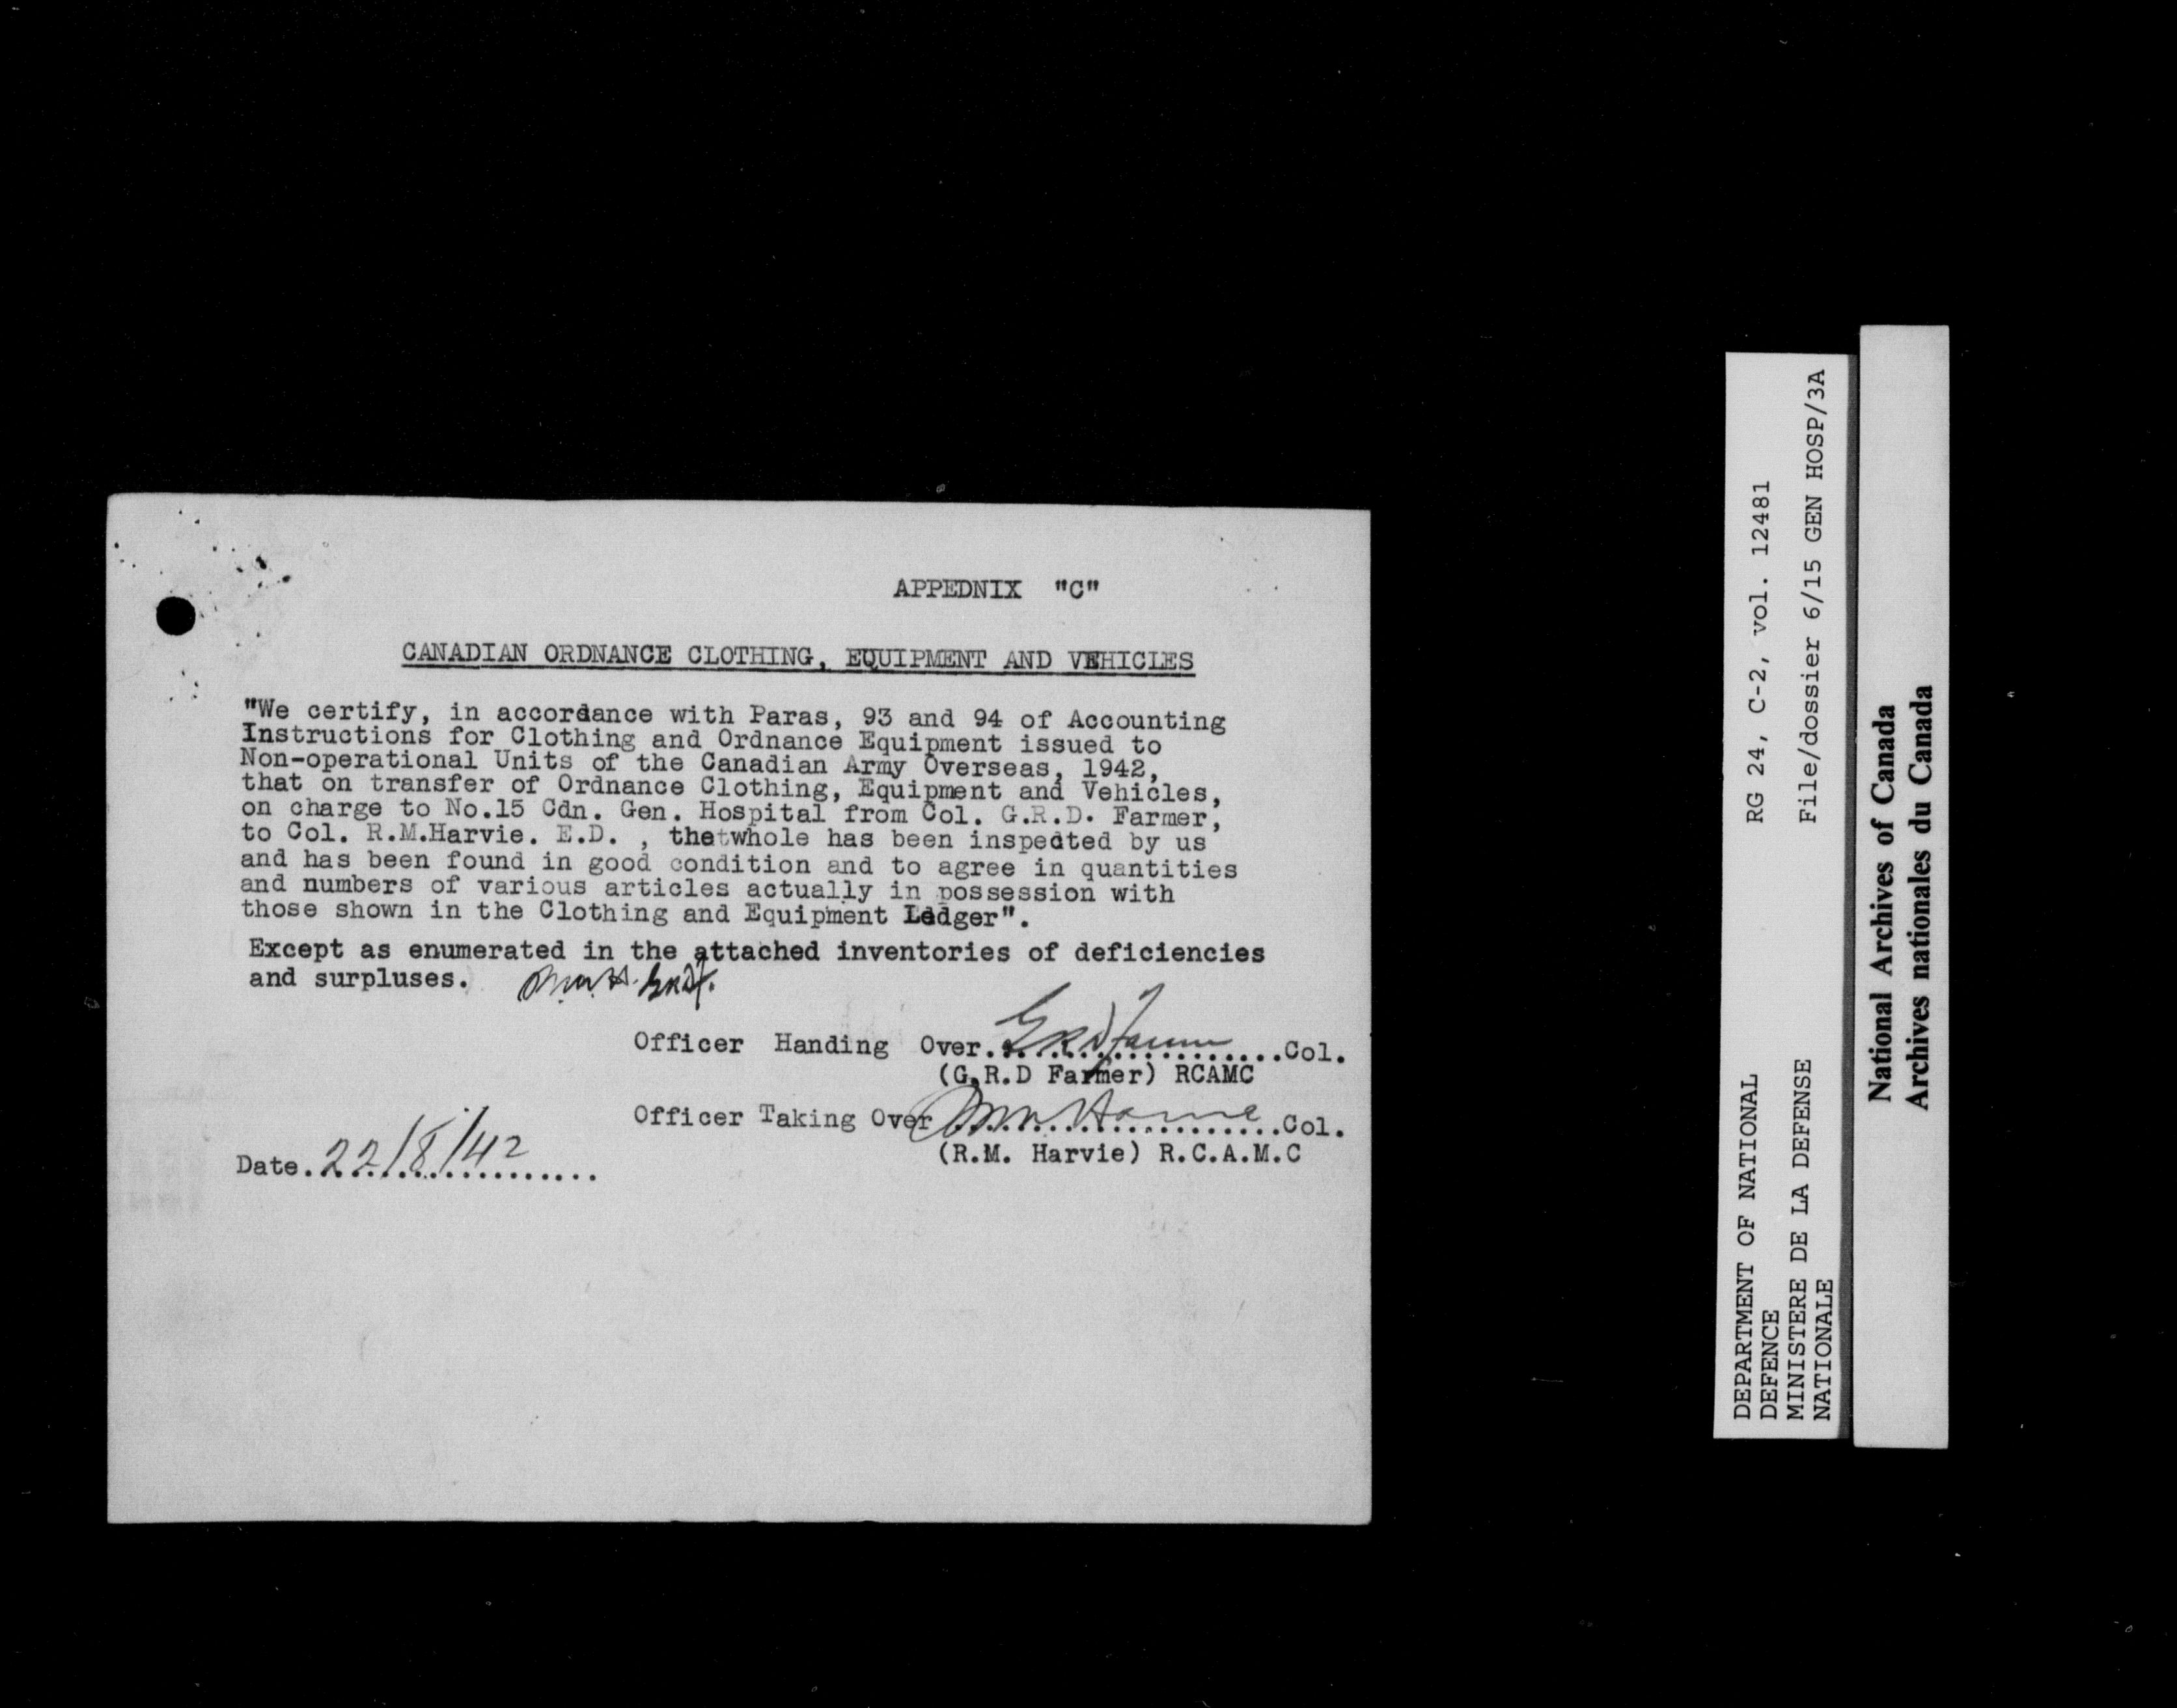 APPEDNIX "C"
CANADIAN ORDNANCE CLOTHING, EQUIPMENT AND VEHICLES
"We certify, in accordance with Paras, 93 and 94 of Accounting
Instructions for Clothing and Ordnance Equipment issued to
Non-operational Units of the Canadian Army Overseas, 1942,
that on transfer of Ordnance Clothing, Equipment and Vehicles,
on charge to No.15 Cdn. Gen. Hospital from Col. G.R.D. Farmer,
to Col. R.M.Harvie. E.D. , thetwhole has been inspected by us
and has been found in good condition and to agree in quantities
and numbers of various articles actually in possession with
those shown in the Clothing and Equipment Ledger".
Except as enumerated in the attached inventories of deficiencies
and surpluses. RMH. GRDF.
Officer Handing Over. GRD Farmer ....Col.
(G.R.D Farmer) RCAMC
Officer Taking Over RM Harvie ....Col.
(R.M. Harvie) R.C.A.M.C
Date. 22/8/42
DEPARTMENT OF NATIONAL DEFENCE
RG 24, C-2, vol. 12481
MINISTERE DE LA DEFENSE NATIONALE
File/dossier 6/15 GEN HOSP/3A
National Archives of Canada
Archives nationales du Canada